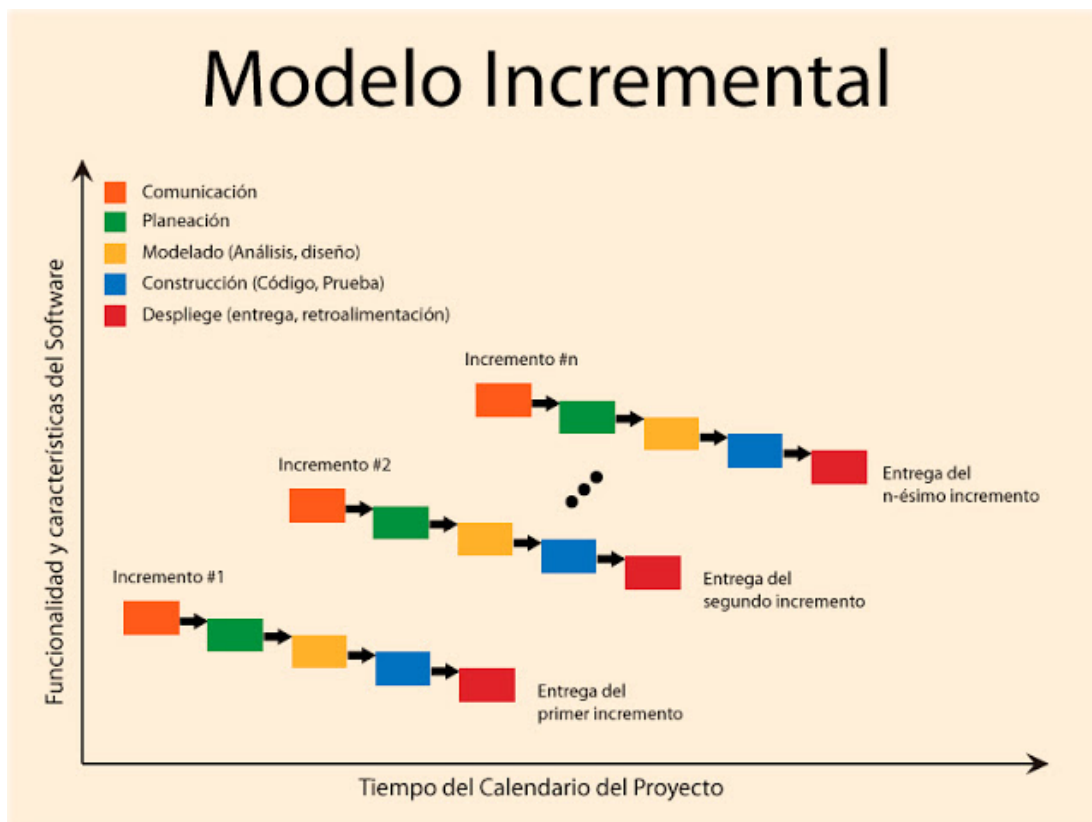 Modelo Incremental
Funcionalidad y características del Software
Comunicación
Planeación
Modelado (Análisis, diseño)
Construcción (Código, Prueba)
Despliege (entrega, retroalimentación)
Incremento #n
Entrega del
n-ésimo incremento
Incremento #2
Entrega del
segundo incremento
Incremento #1
Entrega del
primer incremento
Tiempo del Calendario del Proyecto